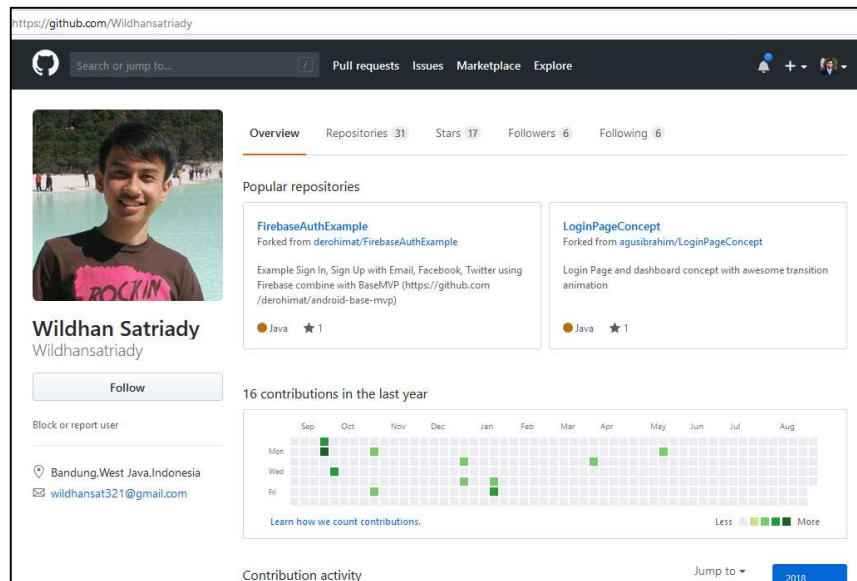 https://github.com/Wildhansatriady
Search or jump to... / Pull requests Issues Marketplace Explore
Overview Repositories 31 Stars 17 Followers 6 Following 6
Popular repositories
FirebaseAuthExample
Forked from derohimat/FirebaseAuthExample
Example Sign In, Sign Up with Email, Facebook, Twitter using
Firebase combine with BaseMVP (https://github.com
/derohimat/android-base-mvp)
Java 1
LoginPageConcept
Forked from agusibrahim/LoginPageConcept
Login Page and dashboard concept with awesome transition
animation
Java 1
ROCKIN
Wildhan Satriady
Wildhansatriady
Follow
Block or report user
Bandung,West Java,Indonesia
wildhansat321@gmail.com
16 contributions in the last year
Sep Oct Nov Dec Jan Feb Mar Apr May Jun Jul Aug
Mon
Wed
Fri
Learn how we count contributions.
Less More
Contribution activity
Jump to
2018